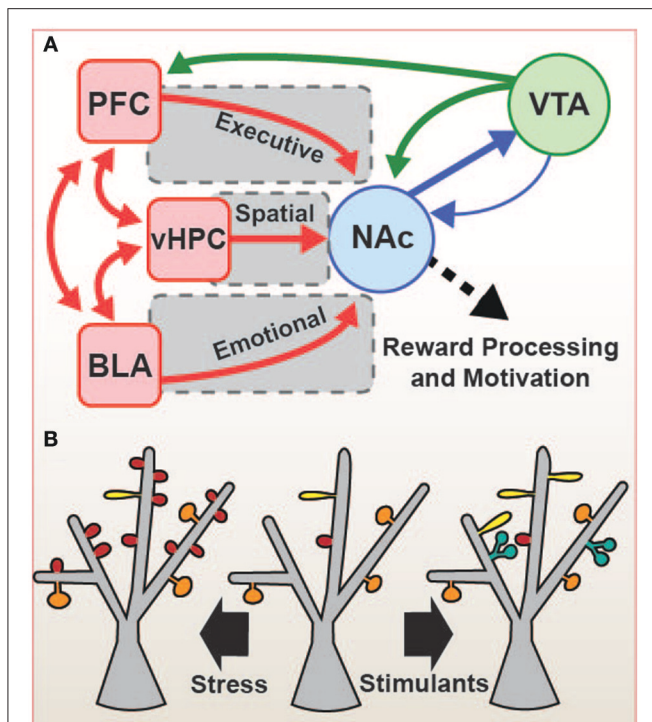 A
PFC
VTA
Executive
Spatial
vHPC
NAc
Emotional
BLA
Reward Processing
and Motivation
B
Stress
Stimulants